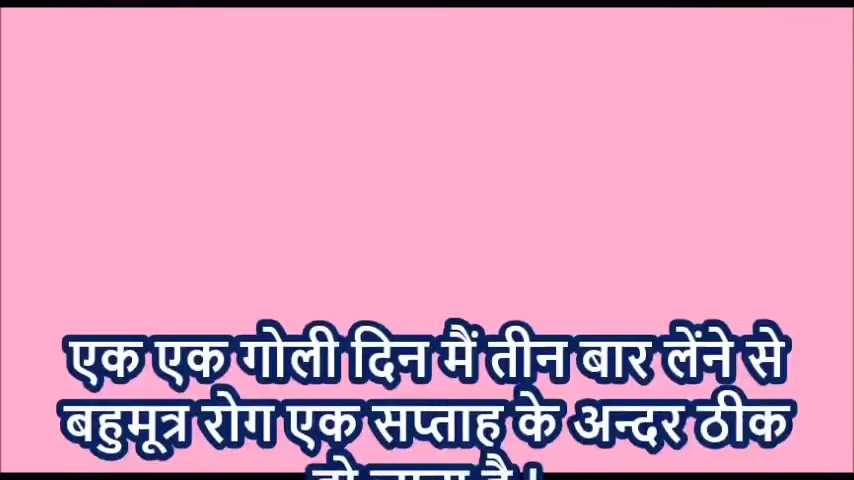 एक एक गोली दिन मैं तीन बार लेंने से
बहुमूत्र रोग एक सप्ताह के अन्दर ठीक
हो जाता है।